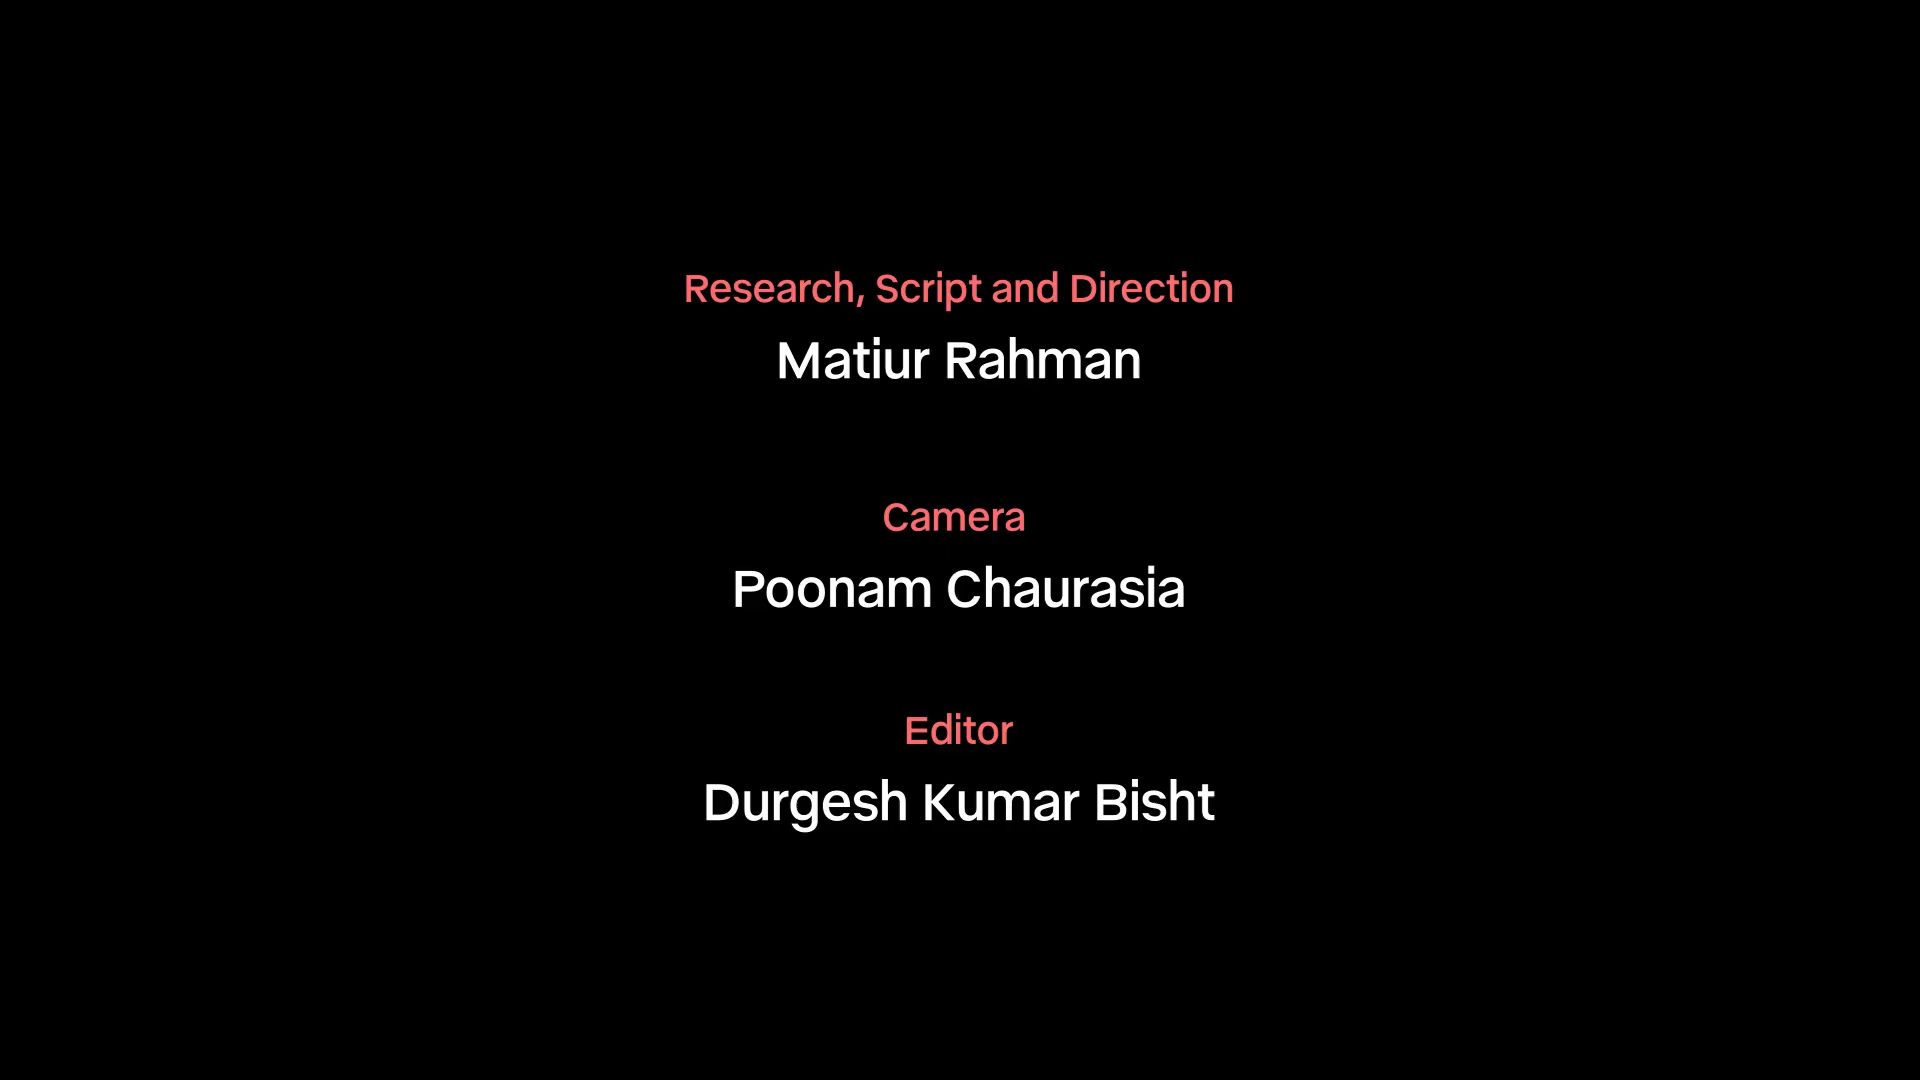 Research, Script and Direction
Matiur Rahman
Camera
Poonam Chaurasia
Editor
Durgesh Kumar Bisht